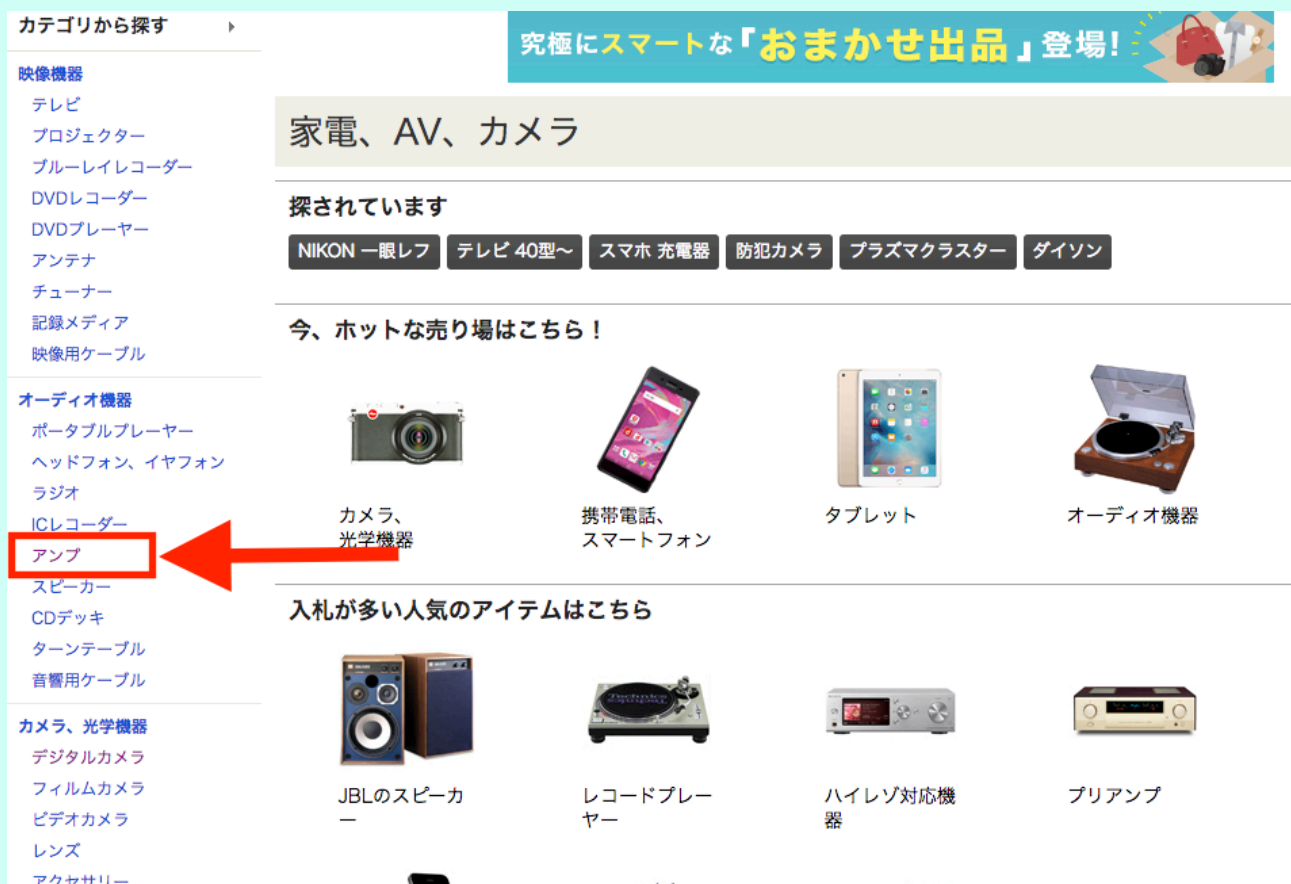 カテゴリから探す
映像機器
テレビ
プロジェクター
ブルーレイレコーダー
DVDレコーダー
DVDプレーヤー
アンテナ
チューナー
記録メディア
映像用ケーブル
オーディオ機器
ポータブルプレーヤー
ヘッドフォン、イヤフォン
ラジオ
ICレコーダー
アンプ
スピーカー
CDデッキ
ターンテーブル
音響用ケーブル
カメラ、光学機器
デジタルカメラ
フィルムカメラ
ビデオカメラ
レンズ
アクセサリー
究極にスマートな「おまかせ出品」登場!
家電、AV、カメラ
探されています
NIKON 一眼レフ テレビ 40型〜 スマホ 充電器 防犯カメラ プラズマクラスター ダイソン
今、ホットな売り場はこちら！
カメラ、
光学機器
携帯電話、
スマートフォン
タブレット
オーディオ機器
入札が多い人気のアイテムはこちら
Technics
JBLのスピーカ
ー
レコードプレー
ヤー
ハイレゾ対応機
器
プリアンプ